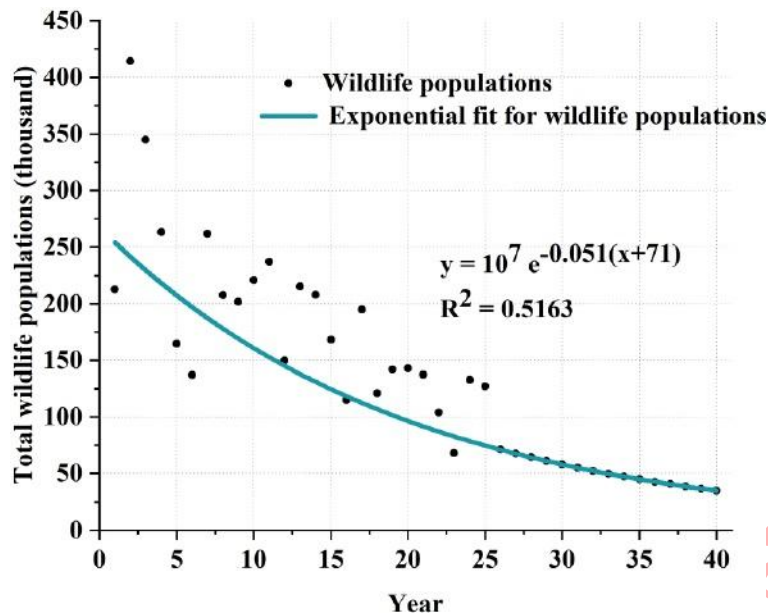 450
400
350
300
250
200
150
100
50
0
Total wildlife populations (thousand)
Wildlife populations
Exponential fit for wildlife populations
y = 10⁷ e⁻⁰·⁰⁵¹⁽ˣ⁺⁷¹⁾
R² = 0.5163
0 5 10 15 20 25 30 35 40
Year